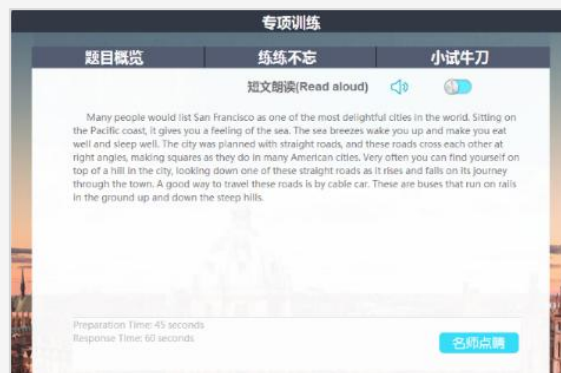 专项训练
题目概览 练练不忘 小试牛刀
短文朗读(Read aloud)
Many people would list San Francisco as one of the most delightful cities in the world. Sitting on
the Pacific coast, it gives you a feeling of the sea. The sea breezes wake you up and make you eat
well and sleep well. The city was planned with straight roads, and these roads cross each other at
right angles, making squares as they do in many American cities. Very often you can find yourself on
top of a hill in the city, looking down one of these straight roads as it rises and falls on its journey
through the town. A good way to travel these roads is by cable car. These are buses that run on rails
in the ground up and down the steep hills.
Preparation Time: 45 seconds
Response Time: 60 seconds
名师点睛